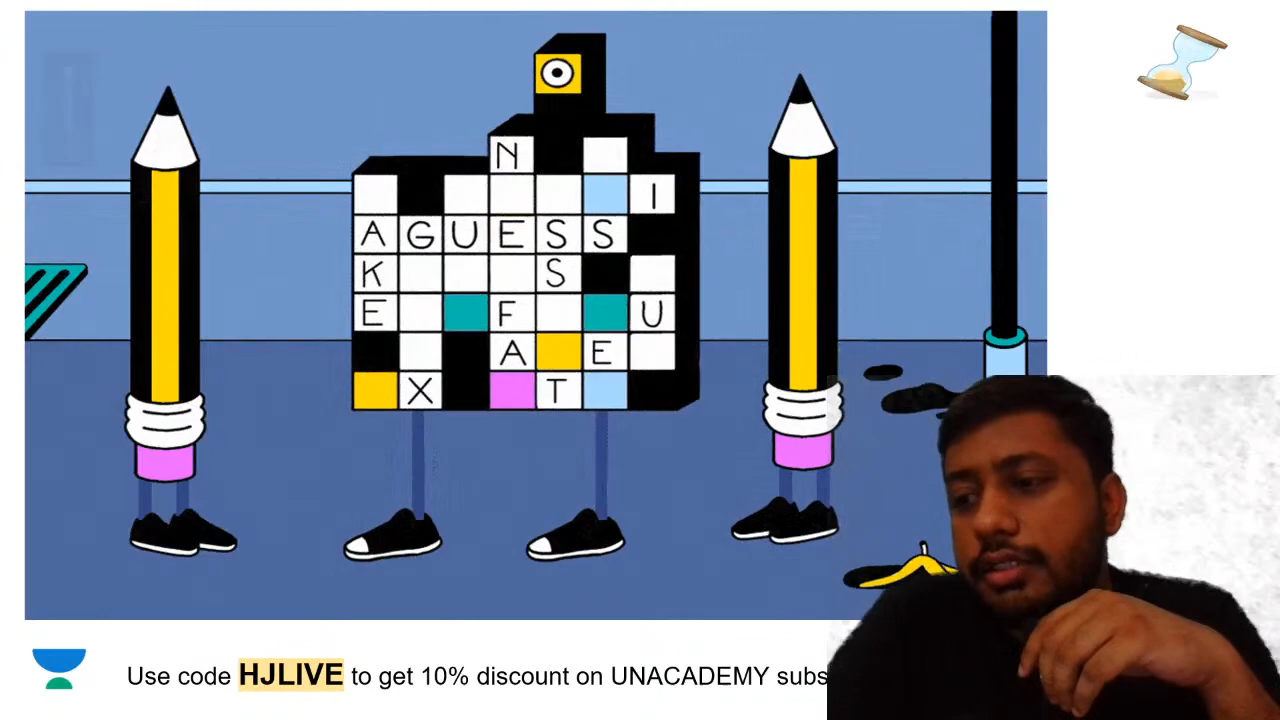 N
I
AGUESS
K S
E F U
A E
X T
Use code HJLIVE to get 10% discount on UNACADEMY subs